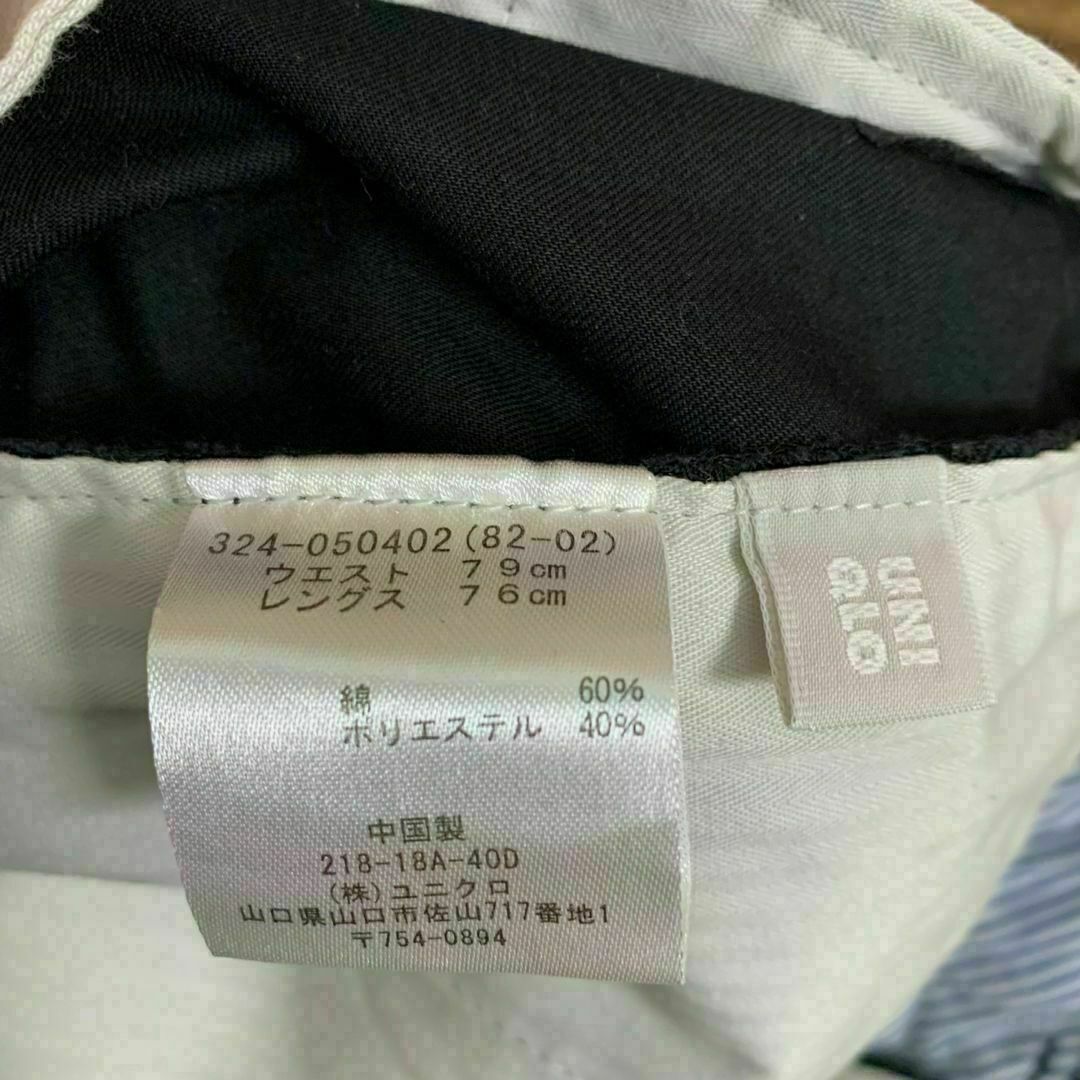 324-050402(82-02)
ウエスト 79cm
レングス 76cm
綿 60%
ポリエステル 40%
中国製
218-18A-40D
(株)ユニクロ
山口県山口市佐山717番地1
〒754-0894
UNI
QLO